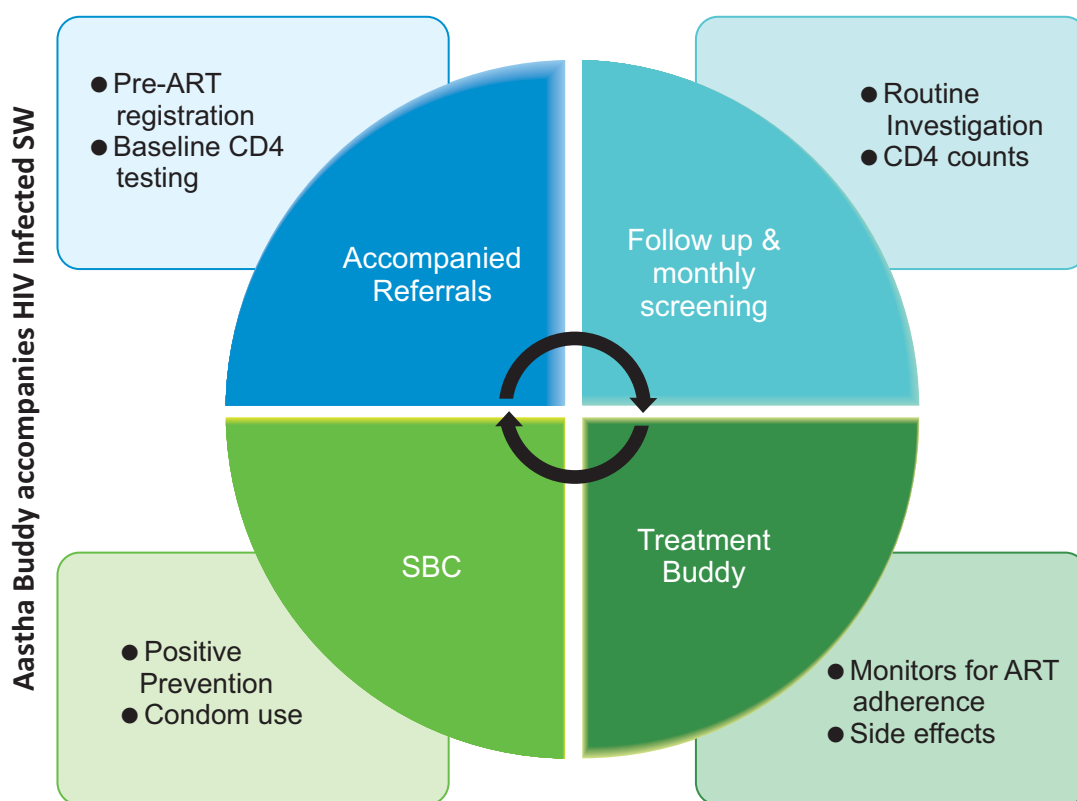 Aastha Buddy accompanies HIV Infected SW
● Pre-ART
registration
● Baseline CD4
testing
Accompanied
Referrals
● Routine
Investigation
● CD4 counts
Follow up &
monthly
screening
SBC
● Positive
Prevention
● Condom use
Treatment
Buddy
● Monitors for ART
adherence
● Side effects